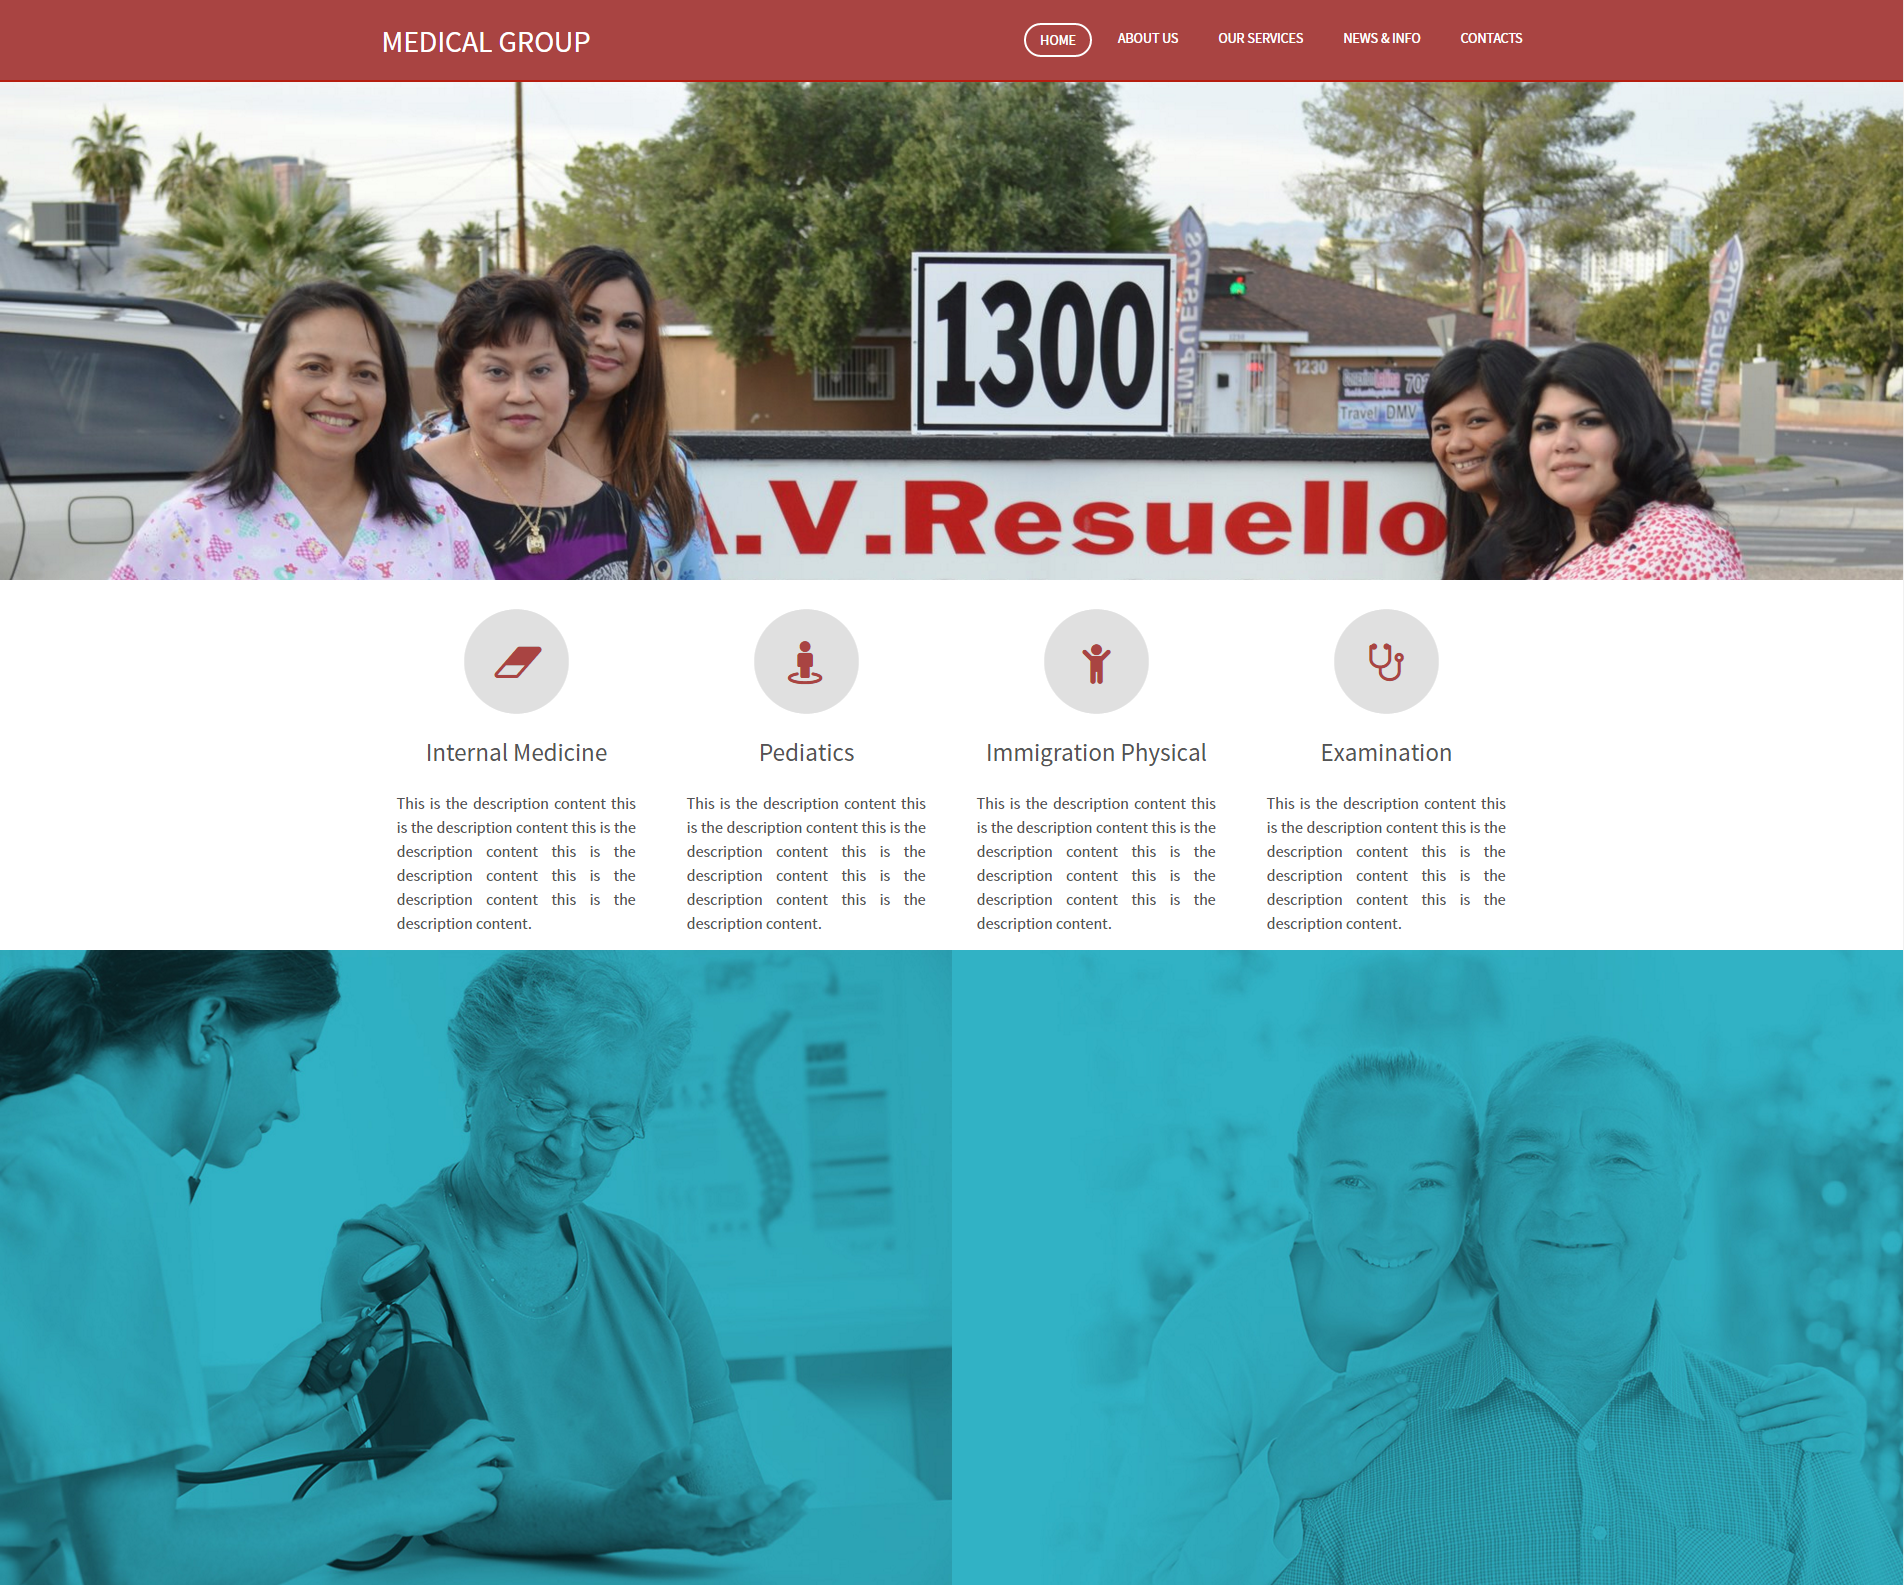 MEDICAL GROUP
HOME
ABOUT US
OUR SERVICES
NEWS & INFO
CONTACTS
1300
IMPUESTOS
1230
Travel DMV
IMPUESTOS
.V.Resuello
Internal Medicine
This is the description content this
is the description content this is the
description content this is the
description content this is the
description content this is the
description content.
Pediatics
This is the description content this
is the description content this is the
description content this is the
description content this is the
description content this is the
description content.
Immigration Physical
This is the description content this
is the description content this is the
description content this is the
description content this is the
description content this is the
description content.
Examination
This is the description content this
is the description content this is the
description content this is the
description content this is the
description content this is the
description content.